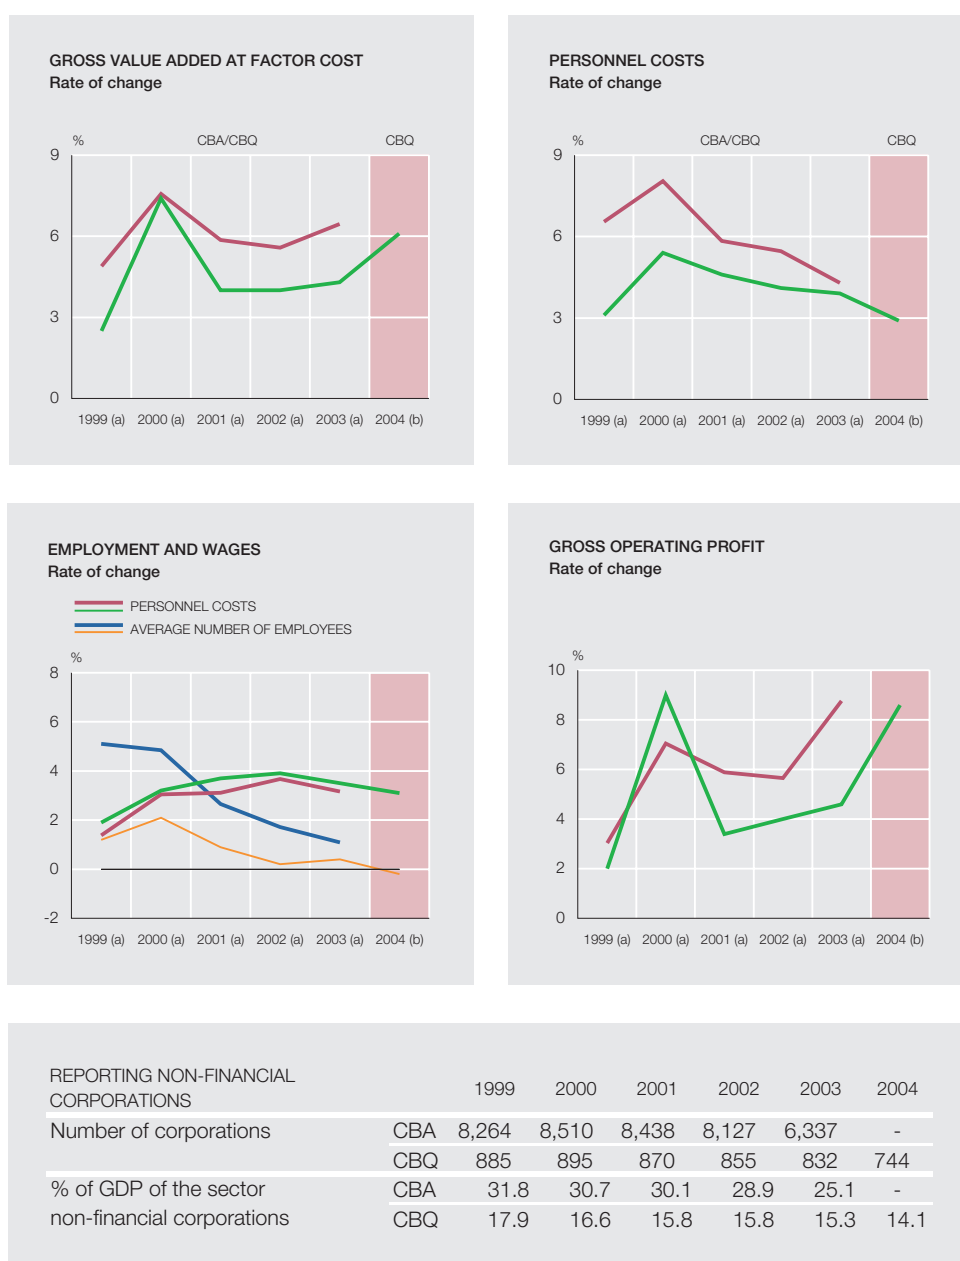 GROSS VALUE ADDED AT FACTOR COST
Rate of change
% CBA/CBQ CBQ
9
6
3
0
1999 (a) 2000 (a) 2001 (a) 2002 (a) 2003 (a) 2004 (b)
PERSONNEL COSTS
Rate of change
% CBA/CBQ CBQ
9
6
3
0
1999 (a) 2000 (a) 2001 (a) 2002 (a) 2003 (a) 2004 (b)
EMPLOYMENT AND WAGES
Rate of change
PERSONNEL COSTS
AVERAGE NUMBER OF EMPLOYEES
%
8
6
4
2
0
-2
1999 (a) 2000 (a) 2001 (a) 2002 (a) 2003 (a) 2004 (b)
GROSS OPERATING PROFIT
Rate of change
%
10
8
6
4
2
0
1999 (a) 2000 (a) 2001 (a) 2002 (a) 2003 (a) 2004 (b)
REPORTING NON-FINANCIAL
CORPORATIONS
1999 2000 2001 2002 2003 2004
Number of corporations CBA 8,264 8,510 8,438 8,127 6,337 -
CBQ 885 895 870 855 832 744
% of GDP of the sector CBA 31.8 30.7 30.1 28.9 25.1 -
non-financial corporations CBQ 17.9 16.6 15.8 15.8 15.3 14.1